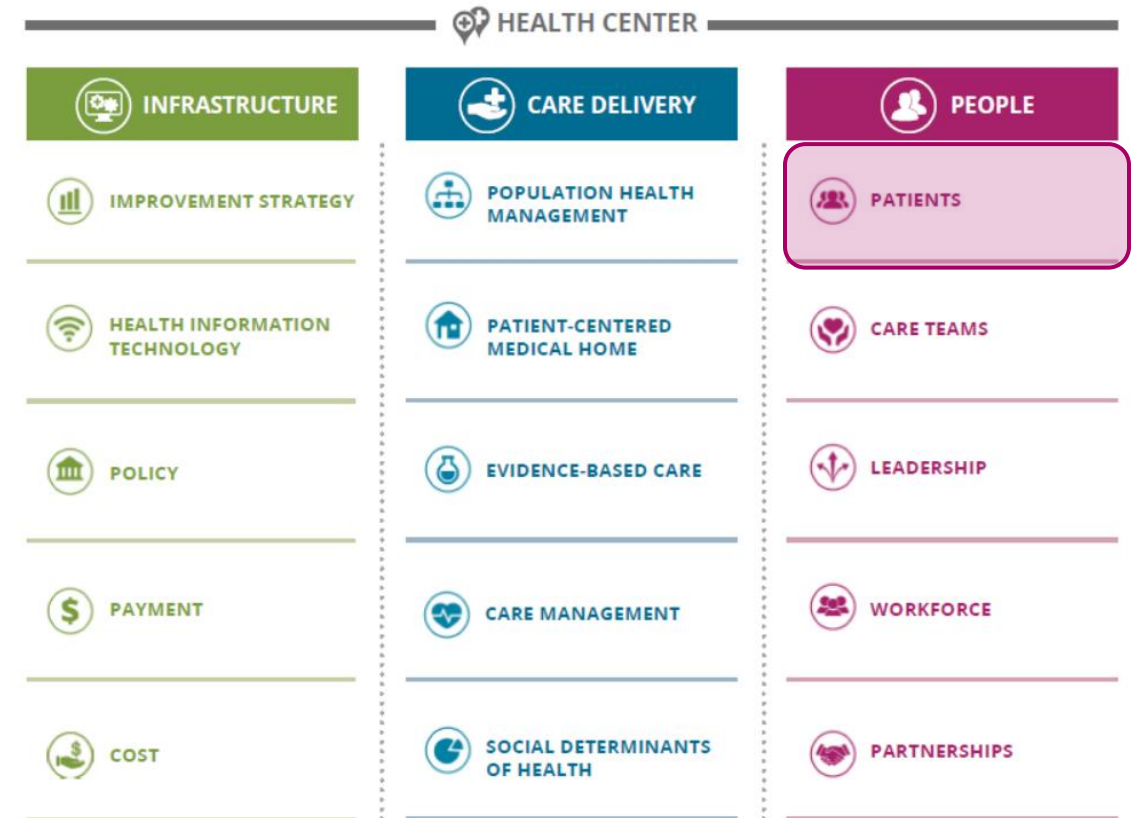 HEALTH CENTER
INFRASTRUCTURE
IMPROVEMENT STRATEGY
HEALTH INFORMATION
TECHNOLOGY
POLICY
$ PAYMENT
$
COST
CARE DELIVERY
POPULATION HEALTH
MANAGEMENT
PATIENT-CENTERED
MEDICAL HOME
EVIDENCE-BASED CARE
CARE MANAGEMENT
SOCIAL DETERMINANTS
OF HEALTH
PEOPLE
PATIENTS
CARE TEAMS
LEADERSHIP
WORKFORCE
PARTNERSHIPS